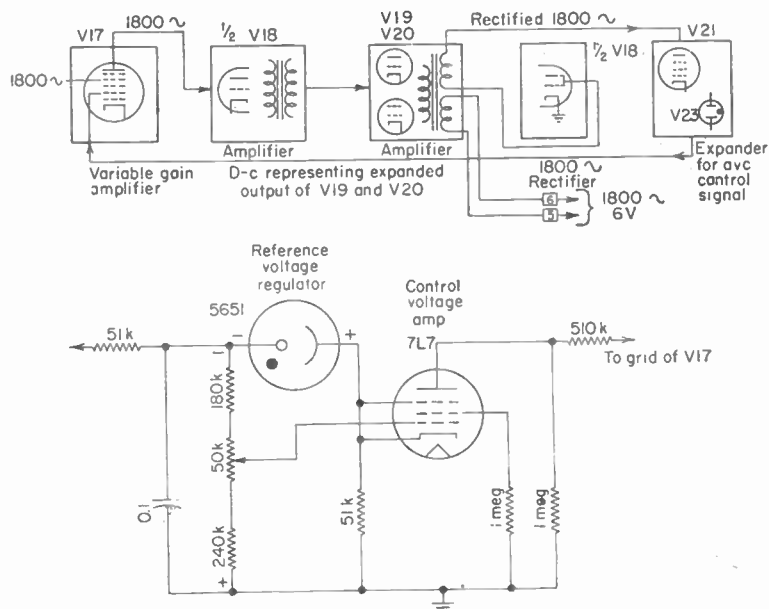 V17
1800 ~
1/2 V18
V19
V20
Rectified 1800 ~
V21
1800 ~
1/2 V18
V23
Variable gain
amplifier
Amplifier
Amplifier
D-c representing expanded
output of V19 and V20
1800 ~
Rectifier
Expander
for avc
control
signal
6
5
1800 ~
6V
Reference
voltage
regulator
5651
Control
voltage
amp
7L7
51k
-
+
510k
To grid of V17
-
180k
50k
240k
+
0.1
51k
1 meg
1 meg